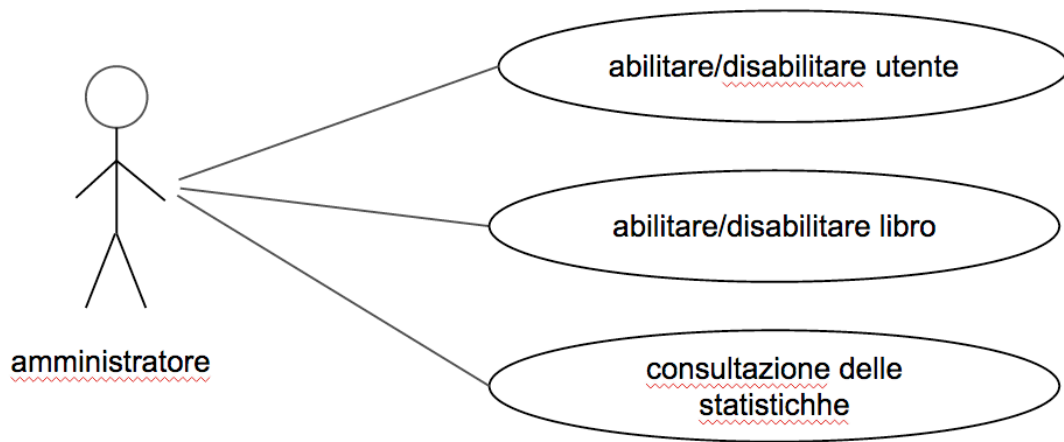 abilitare/disabilitare utente
abilitare/disabilitare libro
amministratore
consultazione delle
statistichhe